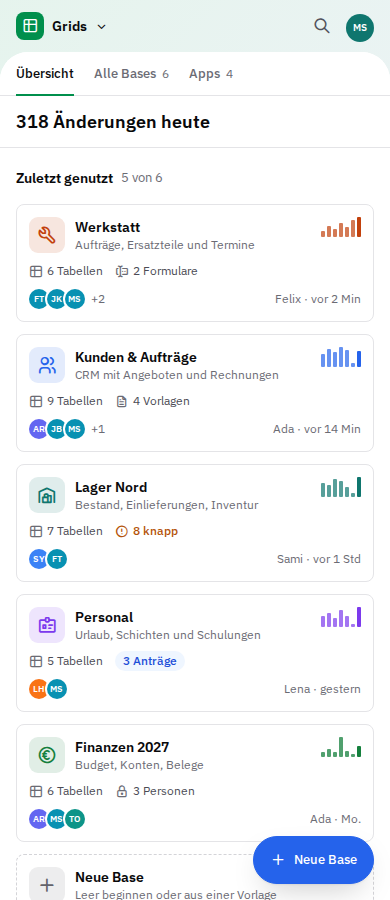 Grids
MS
Übersicht
Alle Bases 6
Apps 4
318 Änderungen heute
Zuletzt genutzt 5 von 6
Werkstatt
Aufträge, Ersatzteile und Termine
6 Tabellen 2 Formulare
FT JK MS +2 Felix · vor 2 Min
Kunden & Aufträge
CRM mit Angeboten und Rechnungen
9 Tabellen 4 Vorlagen
AR JB MS +1 Ada · vor 14 Min
Lager Nord
Bestand, Einlieferungen, Inventur
7 Tabellen 8 knapp
SY FT Sami · vor 1 Std
Personal
Urlaub, Schichten und Schulungen
5 Tabellen 3 Anträge
LH MS Lena · gestern
Finanzen 2027
Budget, Konten, Belege
6 Tabellen 3 Personen
AR MS TO Ada · Mo.
Neue Base
Leer beginnen oder aus einer Vorlage
Neue Base